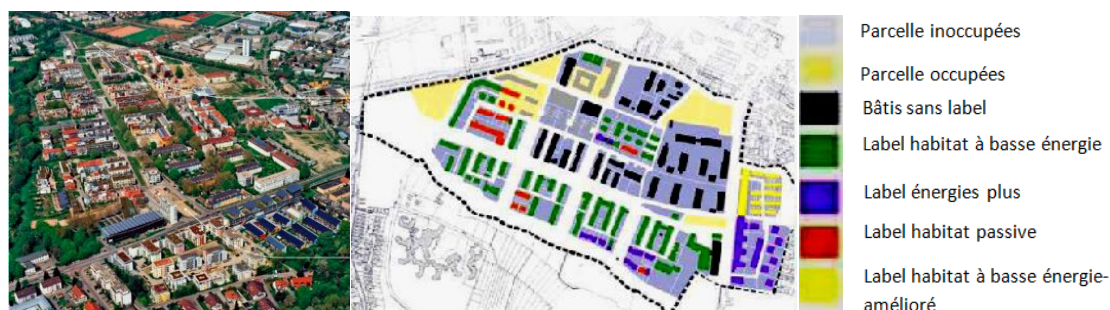 Parcelle inoccupées
Parcelle occupées
Bâtis sans label
Label habitat à basse énergie
Label énergies plus
Label habitat passive
Label habitat à basse énergie-
amélioré